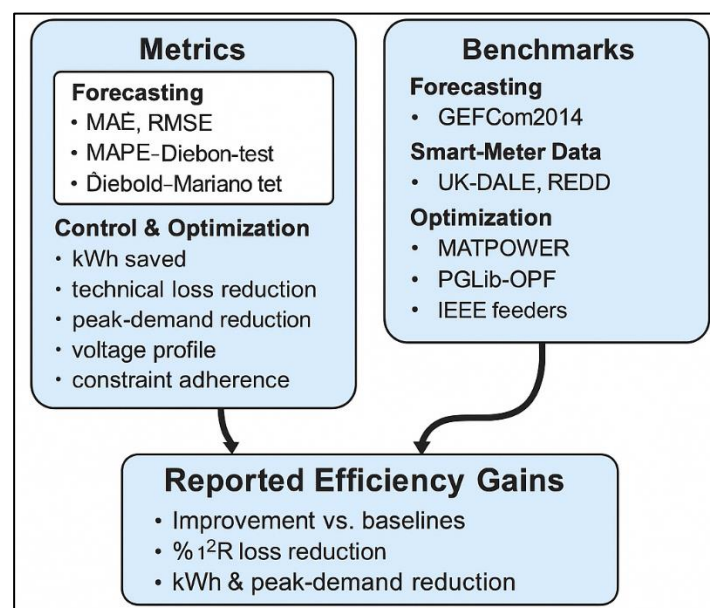 Metrics
Forecasting
• MAĖ, RMSE
• MAPE–Diebon-test
• Ḋiebold–Mariano tet
Control & Optimization
• kWh saved
• technical loss reduction
• peak-demand reduction
• voltage profile
• constraint adherence
Benchmarks
Forecasting
• GEFCom2014
Smart-Meter Data
• UK-DALE, REDD
Optimization
• MATPOWER
• PGLib-OPF
• IEEE feeders
Reported Efficiency Gains
• Improvement vs. baselines
• % 1²R loss reduction
• kWh & peak-demand reduction